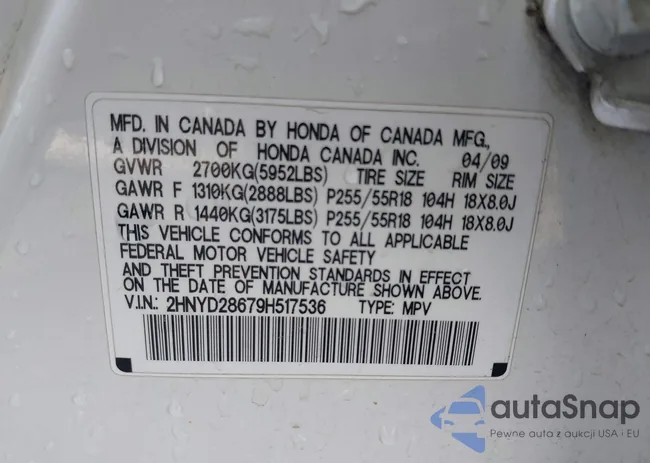 MFD. IN CANADA BY HONDA OF CANADA MFG.,
A DIVISION OF HONDA CANADA INC. 04/09
GVWR 2700KG(5952LBS) TIRE SIZE RIM SIZE
GAWR F 1310KG(2888LBS) P255/55R18 104H 18X8.0J
GAWR R 1440KG(3175LBS) P255/55R18 104H 18X8.0J
THIS VEHICLE CONFORMS TO ALL APPLICABLE
FEDERAL MOTOR VEHICLE SAFETY
AND THEFT PREVENTION STANDARDS IN EFFECT
ON THE DATE OF MANUFACTURE SHOWN ABOVE.
V.I.N.: 2HNYD28679H517536 TYPE: MPV
autaSnap
Pewne auta z aukcji USA i EU